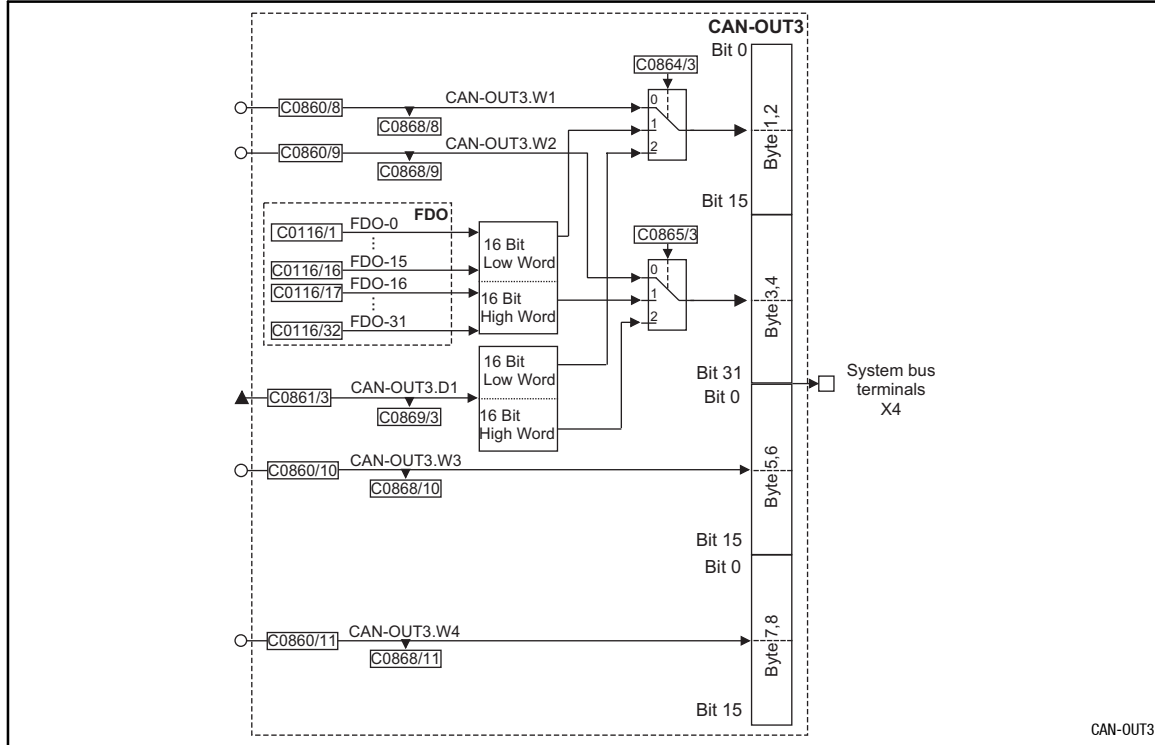 CAN-OUT3
Bit 0
C0864/3
C0860/8
CAN-OUT3.W1
C0868/8
0
1
2
Byte 1,2
C0860/9
CAN-OUT3.W2
C0868/9
Bit 15
FDO
C0116/1
FDO-0
C0116/16
FDO-15
C0116/17
FDO-16
C0116/32
FDO-31
16 Bit
Low Word
16 Bit
High Word
C0865/3
0
1
2
Byte 3,4
Bit 31
C0861/3
CAN-OUT3.D1
C0869/3
16 Bit
Low Word
16 Bit
High Word
System bus
terminals
X4
Bit 0
C0860/10
CAN-OUT3.W3
C0868/10
Byte 5,6
Bit 15
Bit 0
C0860/11
CAN-OUT3.W4
C0868/11
Byte 7,8
Bit 15
CAN-OUT3